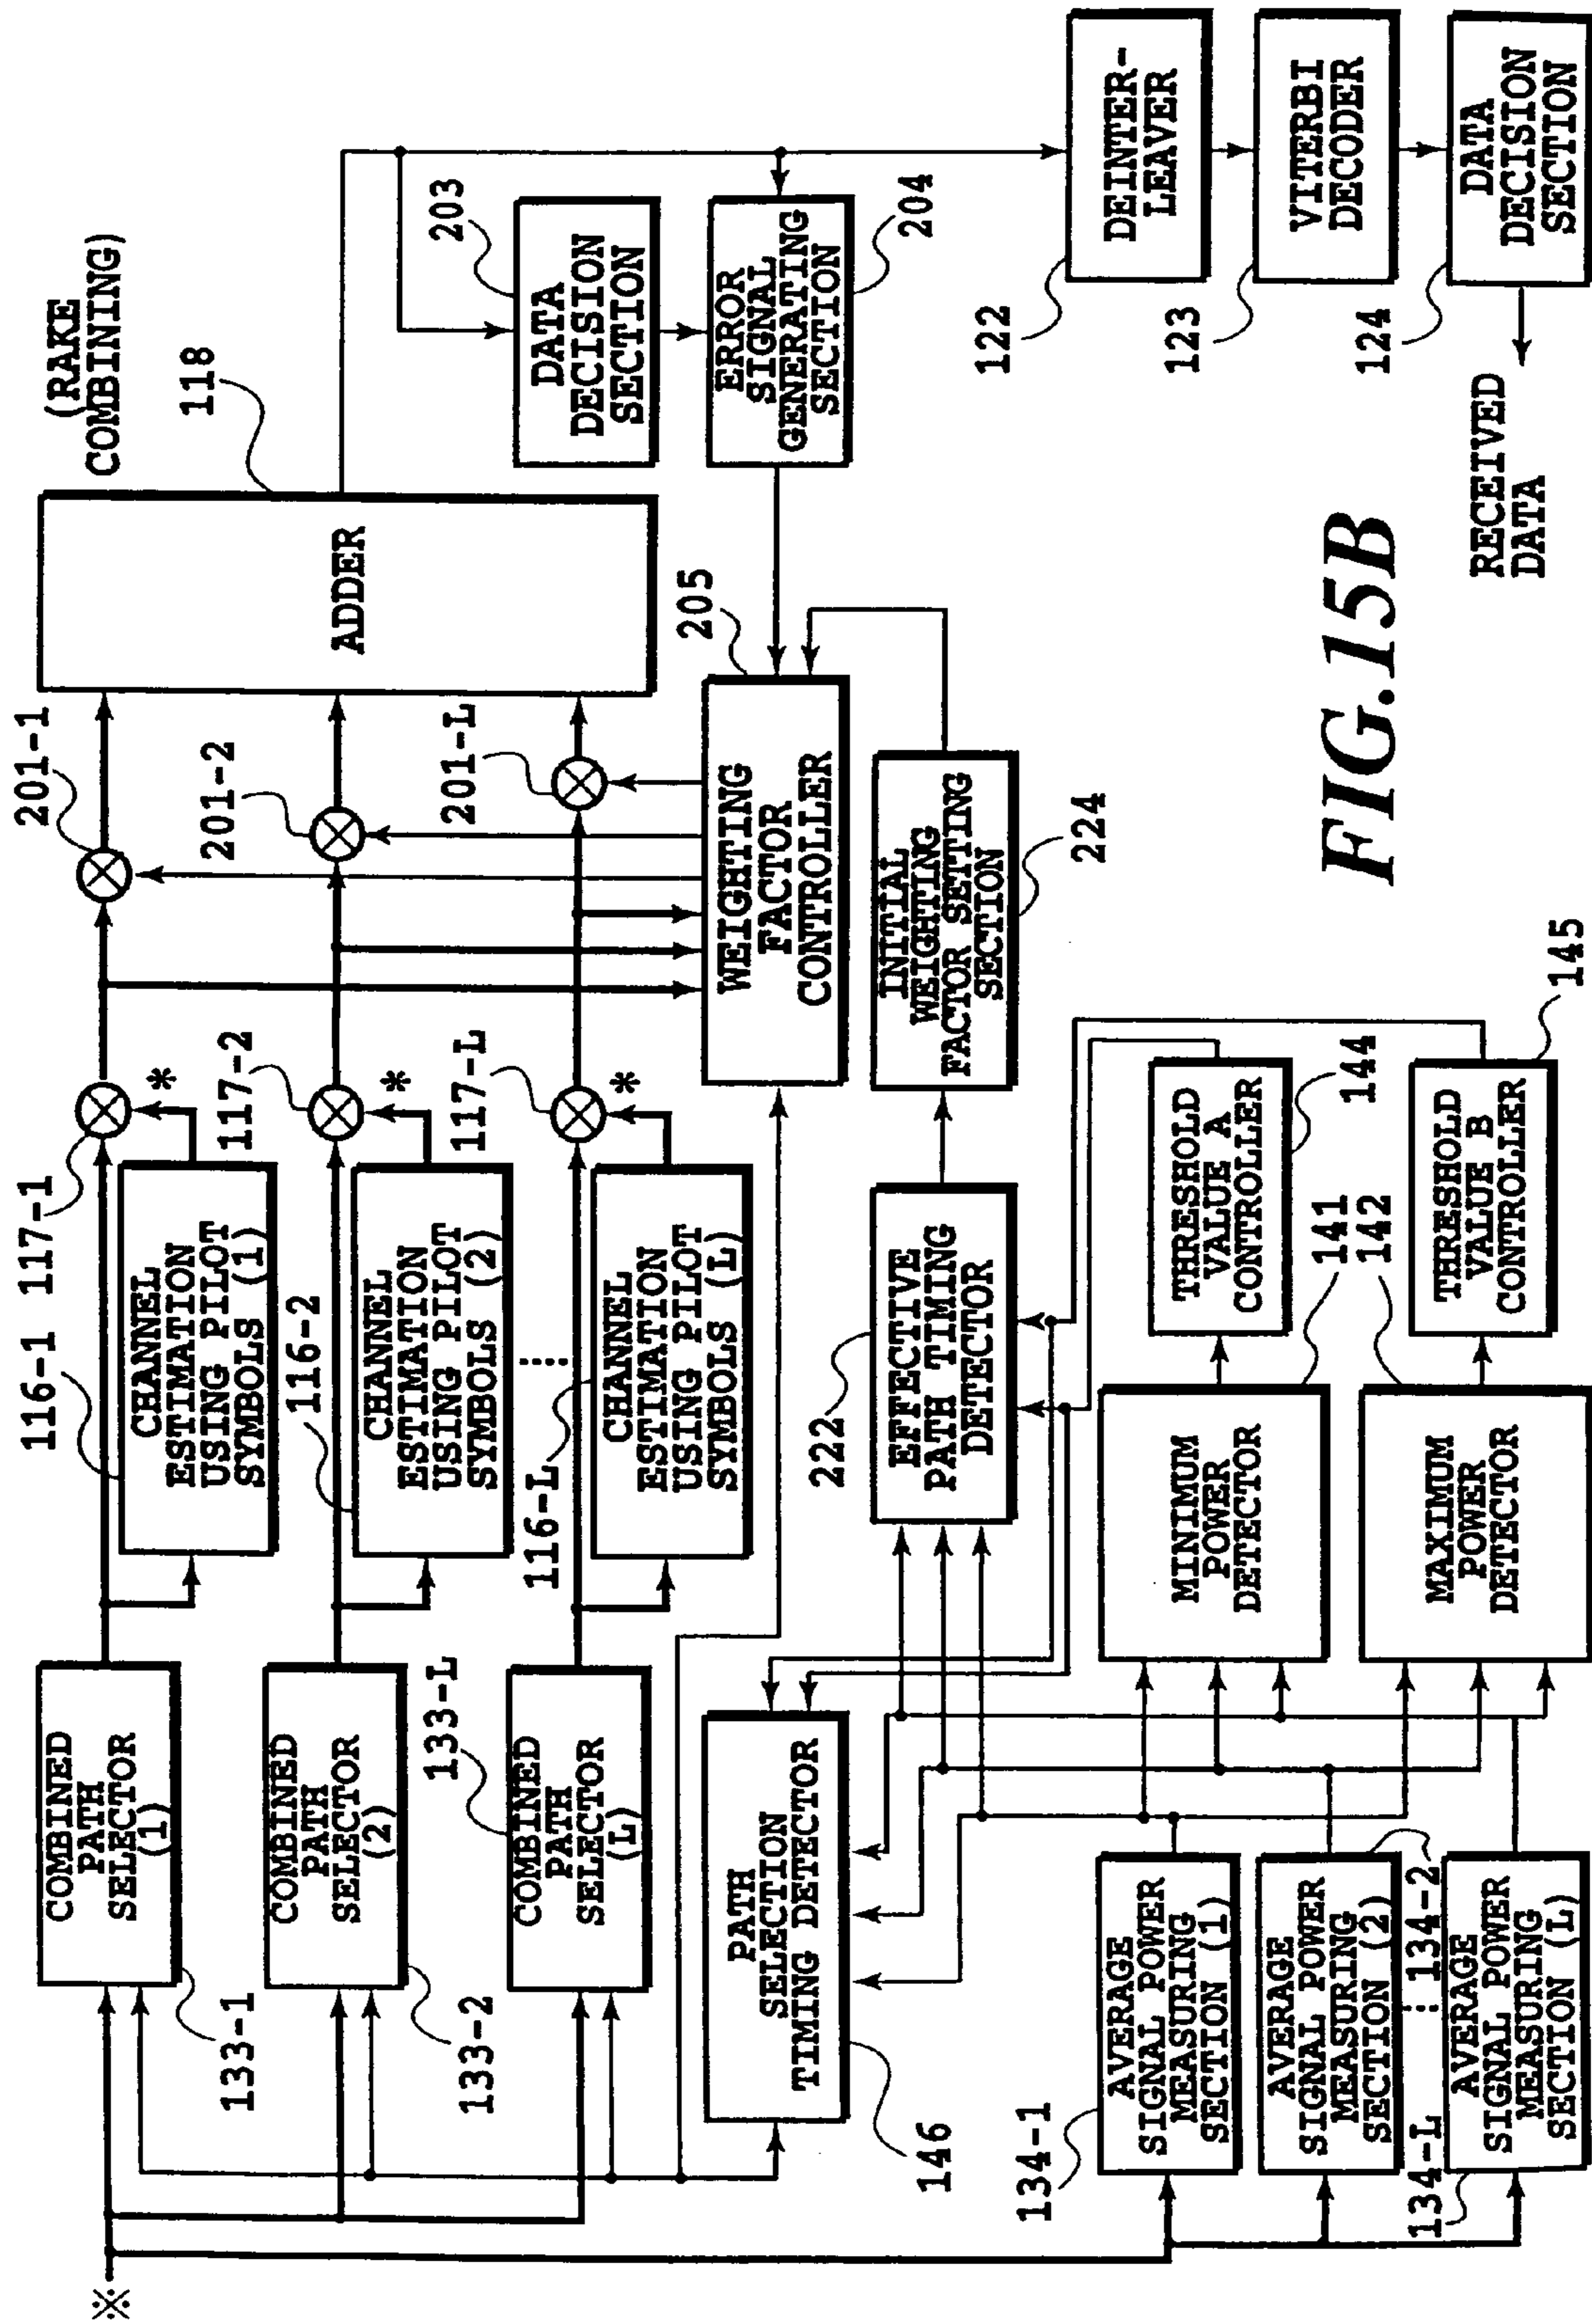 ※
COMBINED
PATH
SELECTOR
(1)
133-1
COMBINED
PATH
SELECTOR
(2)
133-2
COMBINED
PATH
SELECTOR
(L)
133-L
116-1
CHANNEL
ESTIMATION
USING PILOT
SYMBOLS (1)
117-1
*
116-2
CHANNEL
ESTIMATION
USING PILOT
SYMBOLS (2)
117-2
*
116-L
CHANNEL
ESTIMATION
USING PILOT
SYMBOLS (L)
117-L
*
201-1
201-2
201-L
ADDER
118
(RAKE
COMBINING)
PATH
SELECTION
TIMING DETECTOR
146
WEIGHTING
FACTOR
CONTROLLER
205
DATA
DECISION
SECTION
203
ERROR
SIGNAL
GENERATING
SECTION
204
222
EFFECTIVE
PATH TIMING
DETECTOR
INITIAL
WEIGHTING
FACTOR SETTING
SECTION
224
134-1
AVERAGE
SIGNAL POWER
MEASURING
SECTION (1)
AVERAGE
SIGNAL POWER
MEASURING
SECTION (2)
134-2
134-L
AVERAGE
SIGNAL POWER
MEASURING
SECTION (L)
MINIMUM
POWER
DETECTOR
141
MAXIMUM
POWER
DETECTOR
142
THRESHOLD
VALUE A
CONTROLLER
144
THRESHOLD
VALUE B
CONTROLLER
145
122
DEINTER-
LEAVER
123
VITERBI
DECODER
124
DATA
DECISION
SECTION
RECEIVED
DATA
FIG.15B